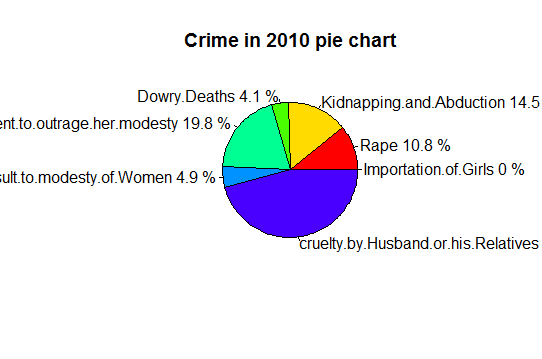 Crime in 2010 pie chart
Dowry.Deaths 4.1 %
Kidnapping.and.Abduction 14.5
ent.to.outrage.her.modesty 19.8 %
Rape 10.8 %
Importation.of.Girls 0 %
sult.to.modesty.of.Women 4.9 %
cruelty.by.Husband.or.his.Relatives